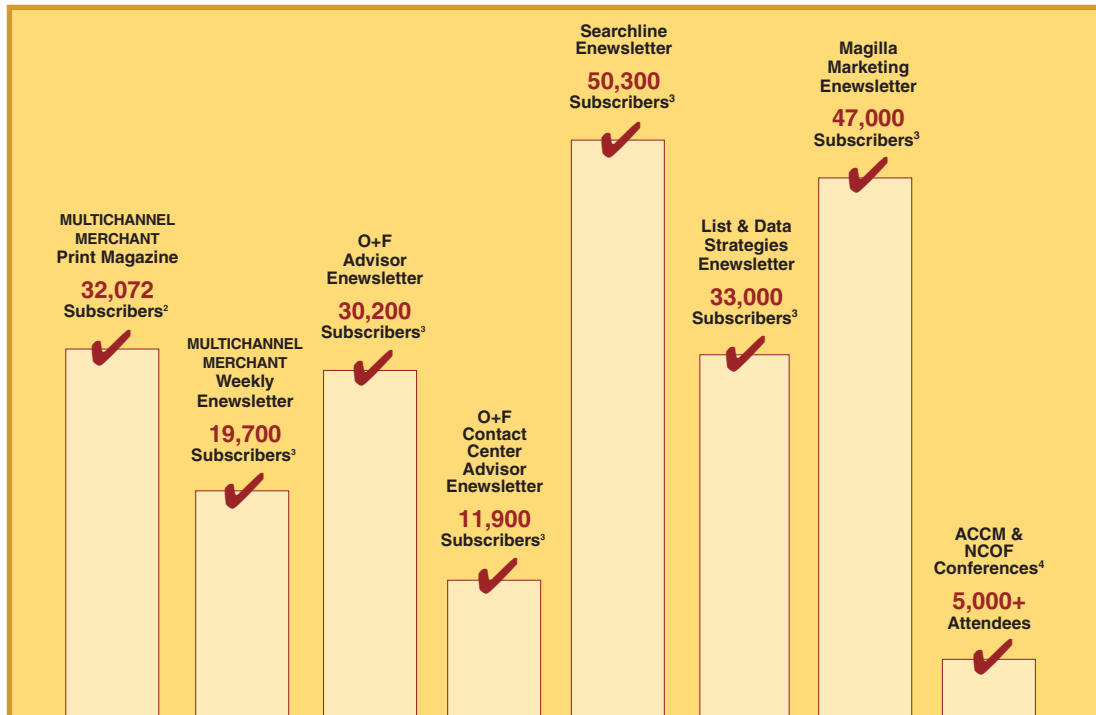 MULTICHANNEL
MERCHANT
Print Magazine
32,072
Subscribers²
MULTICHANNEL
MERCHANT
Weekly
Enewsletter
19,700
Subscribers³
O+F
Advisor
Enewsletter
30,200
Subscribers³
O+F
Contact
Center
Advisor
Enewsletter
11,900
Subscribers³
Searchline
Enewsletter
50,300
Subscribers³
List & Data
Strategies
Enewsletter
33,000
Subscribers³
Magilla
Marketing
Enewsletter
47,000
Subscribers³
ACCM &
NCOF
Conferences⁴
5,000+
Attendees